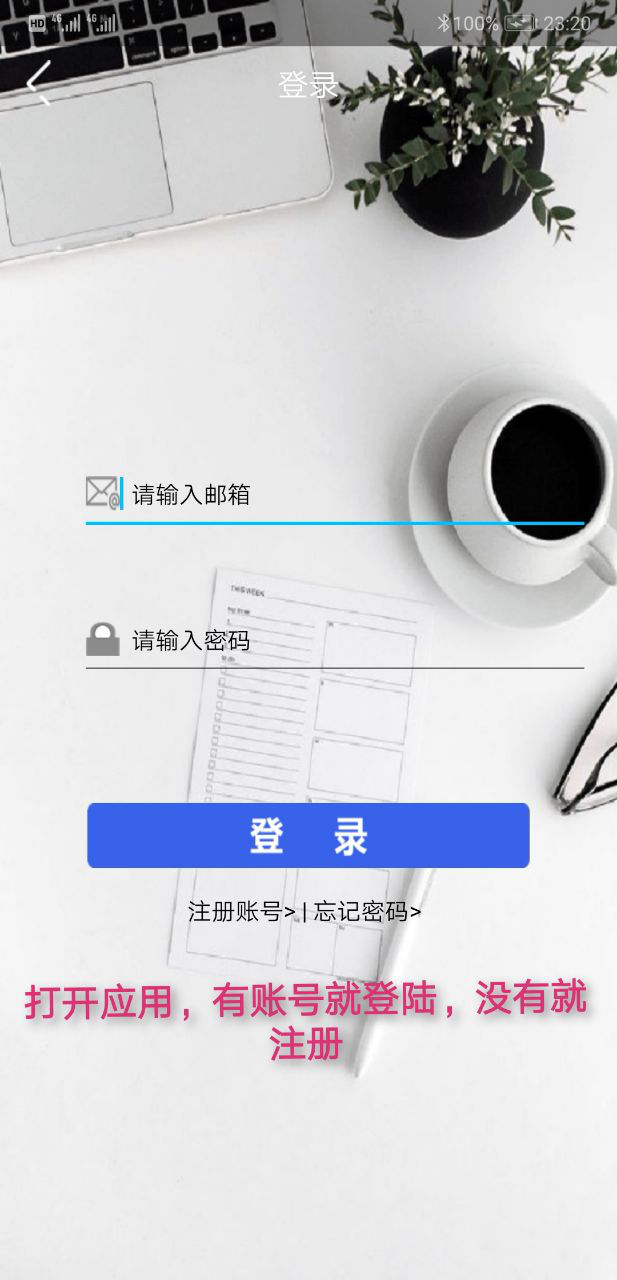 HD 4G 4G 100% 23:20
登录
请输入邮箱
THIS WEEK
请输入密码
登 录
注册账号> | 忘记密码>
打开应用，有账号就登陆，没有就
注册